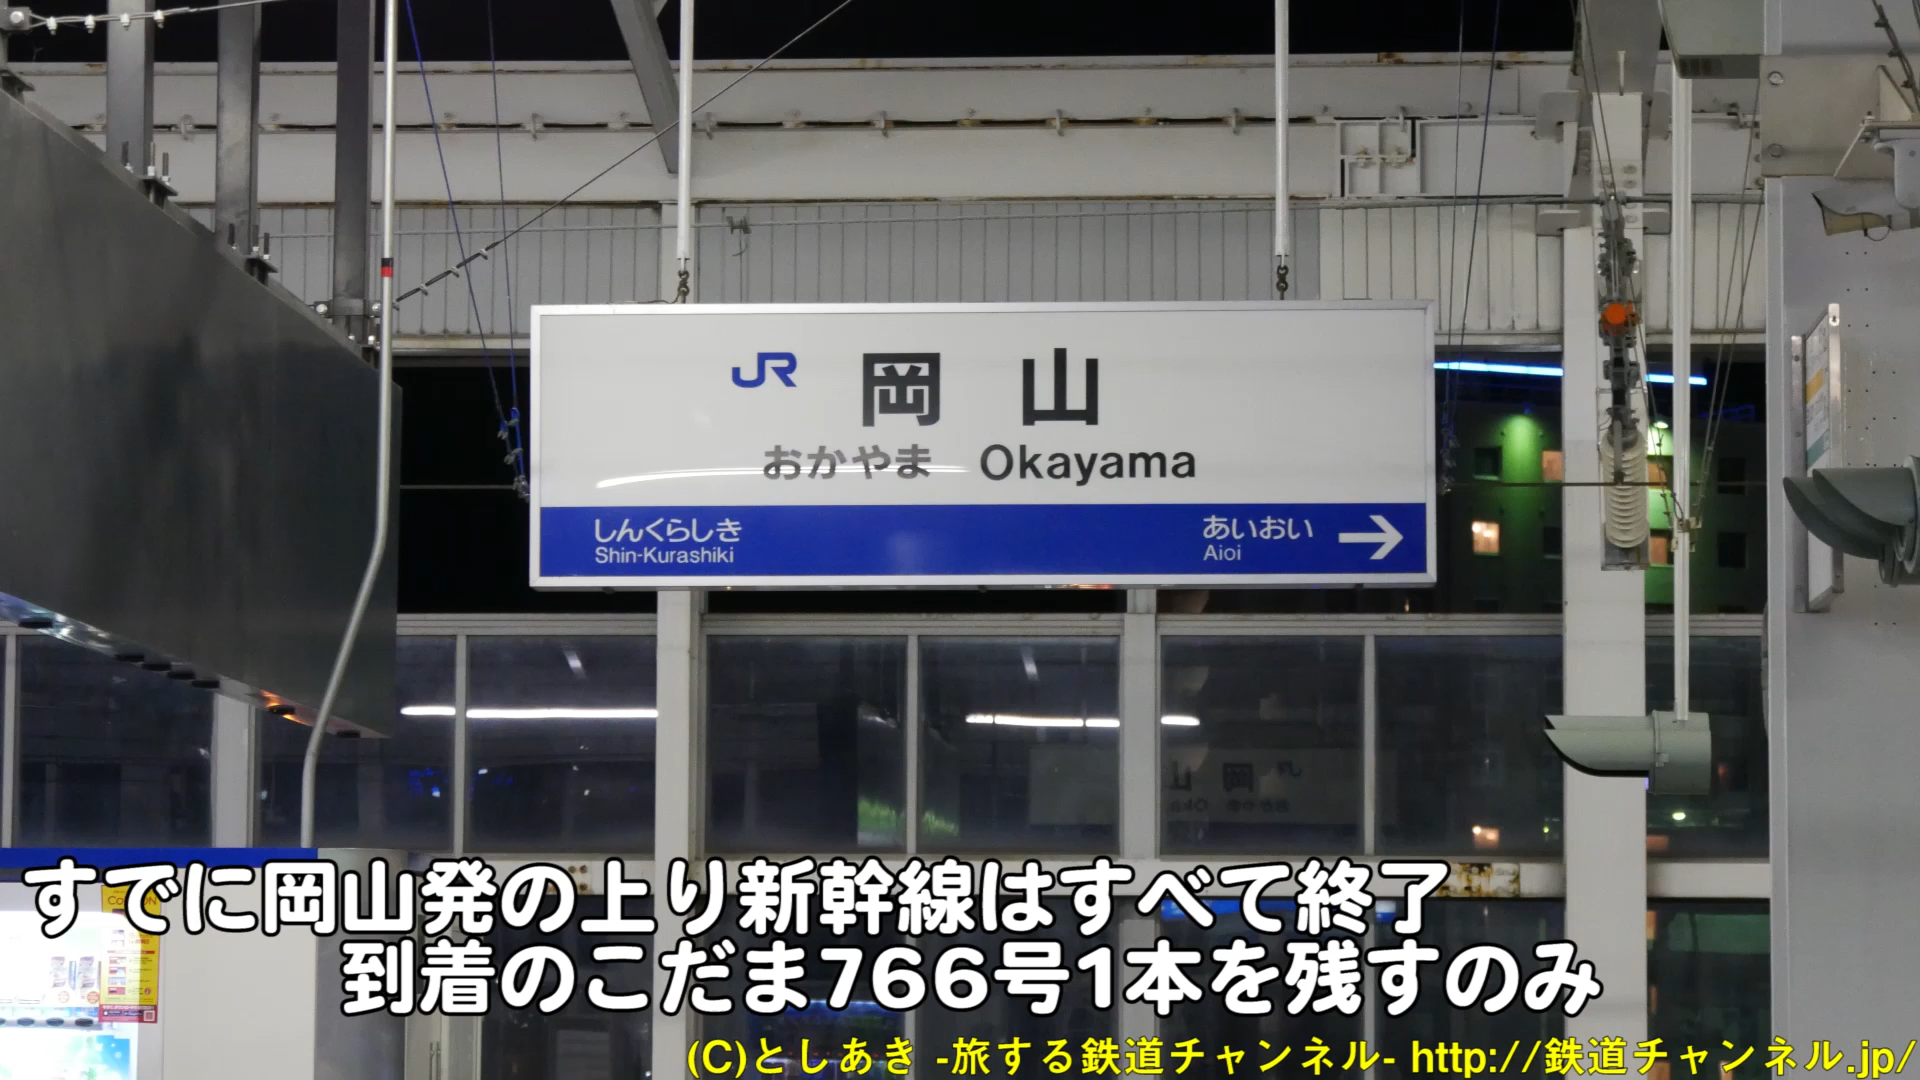 JR 岡山
おかやま Okayama
しんくらしき
Shin-Kurashiki
あいおい
Aioi
すでに岡山発の上り新幹線はすべて終了
到着のこだま766号1本を残すのみ
(C)としあき -旅する鉄道チャンネル- http://鉄道チャンネル.jp/